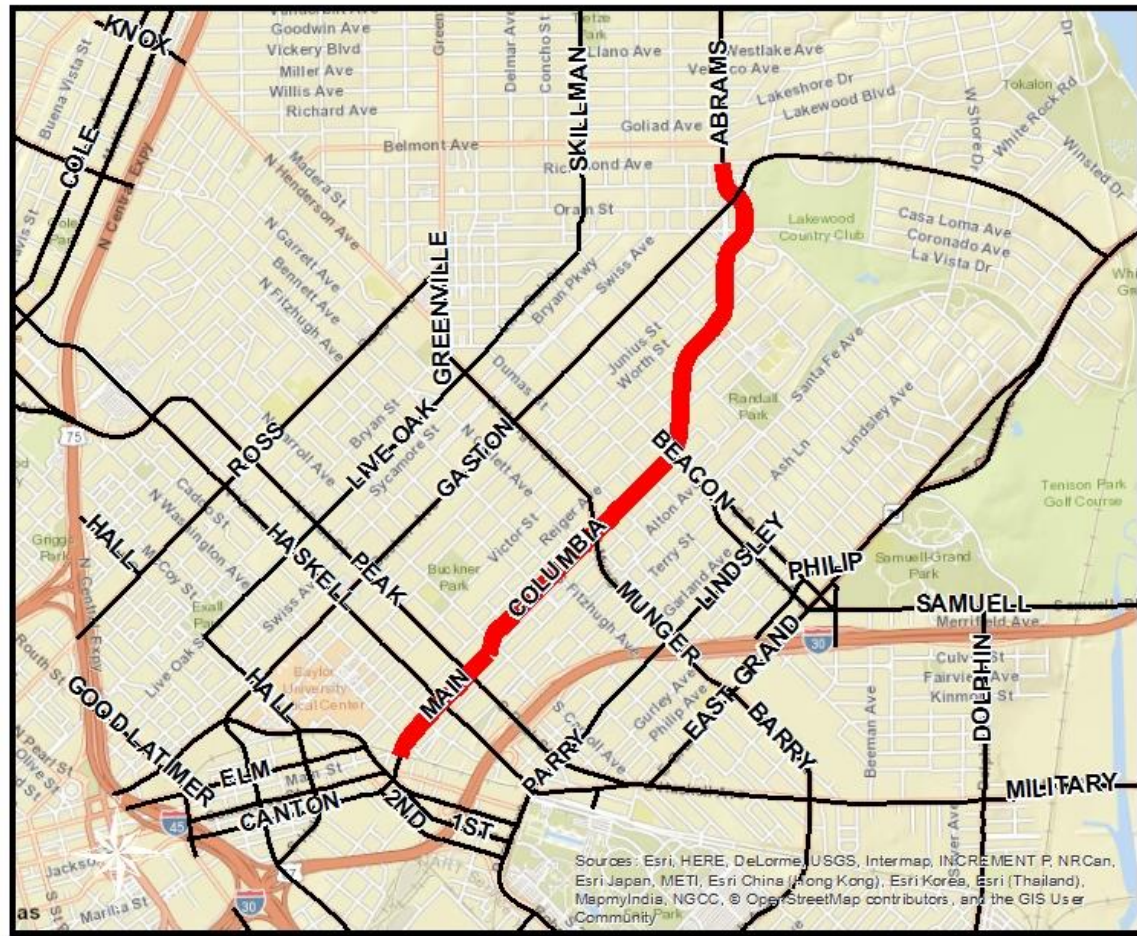 KNOX
Goodwin Ave
Vickery Blvd
Miller Ave
Willis Ave
Richard Ave
Delmar Ave
Concho St
Llano Ave
Westlake Ave
SKILLMAN
ABRAMS
Lakeshore Dr
Lakewood Blvd
Tokalon
W Shore Dr
White Rock Rd
Winsted Dr
Buena Vista St
COLE
N Central Expy
Goliad Ave
Belmont Ave
Madera St
N Henderson Ave
Oram St
Lakewood
Country Club
Casa Loma Ave
Coronado Ave
La Vista Dr
N Garrett Ave
Bennett Ave
N Fitzhugh Ave
GREENVILLE
Bryan Pkwy
Swiss Ave
Junius St
Worth St
Dumas St
Santa Fe Ave
Lindsley Ave
Randall
Park
75
ROSS
N Carroll Ave
Bryan St
Sycamore St
LIVE OAK
GASTON
BEACON
Ash Ln
Tenison Park
Golf Course
Caddo St
N Washington Ave
McCoy St
HALL
HASKELL
PEAK
Victor St
Reiger Ave
Alton Ave
Terry St
Garland Ave
COLUMBIA
LINDSLEY
PHILIP
Samuell-Grand
Park
SAMUELL
Merrifield Ave
30
Buckner
Park
Exall
Park
Swiss Ave
Fitzhugh Ave
MUNGER
EAST GRAND
Gurley Ave
Philip Ave
BARRY
DOLPHIN
Fairview Ave
Beeman Ave
Live Oak St
HALL
Baylor
University
MAIN
S Carroll Ave
PARRY
MILITARY
GOOD LATIMER
Routh St
N Pearl St
Olive St
ELM
Main St
CANTON
2ND
1ST
45
30
Sources: Esri, HERE, DeLorme, USGS, Intermap, INCREMENT P, NRCan,
Esri Japan, METI, Esri China (Hong Kong), Esri Korea, Esri (Thailand),
MapmyIndia, NGCC, © OpenStreetMap contributors, and the GIS User
Community